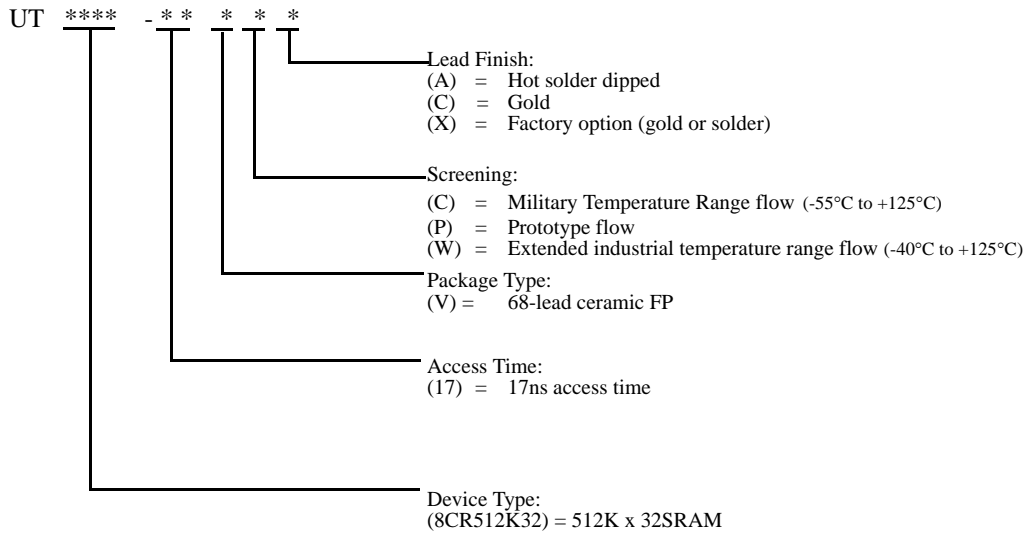 UT **** - * * * * *
Lead Finish:
(A) = Hot solder dipped
(C) = Gold
(X) = Factory option (gold or solder)
Screening:
(C) = Military Temperature Range flow (-55°C to +125°C)
(P) = Prototype flow
(W) = Extended industrial temperature range flow (-40°C to +125°C)
Package Type:
(V) = 68-lead ceramic FP
Access Time:
(17) = 17ns access time
Device Type:
(8CR512K32) = 512K x 32SRAM